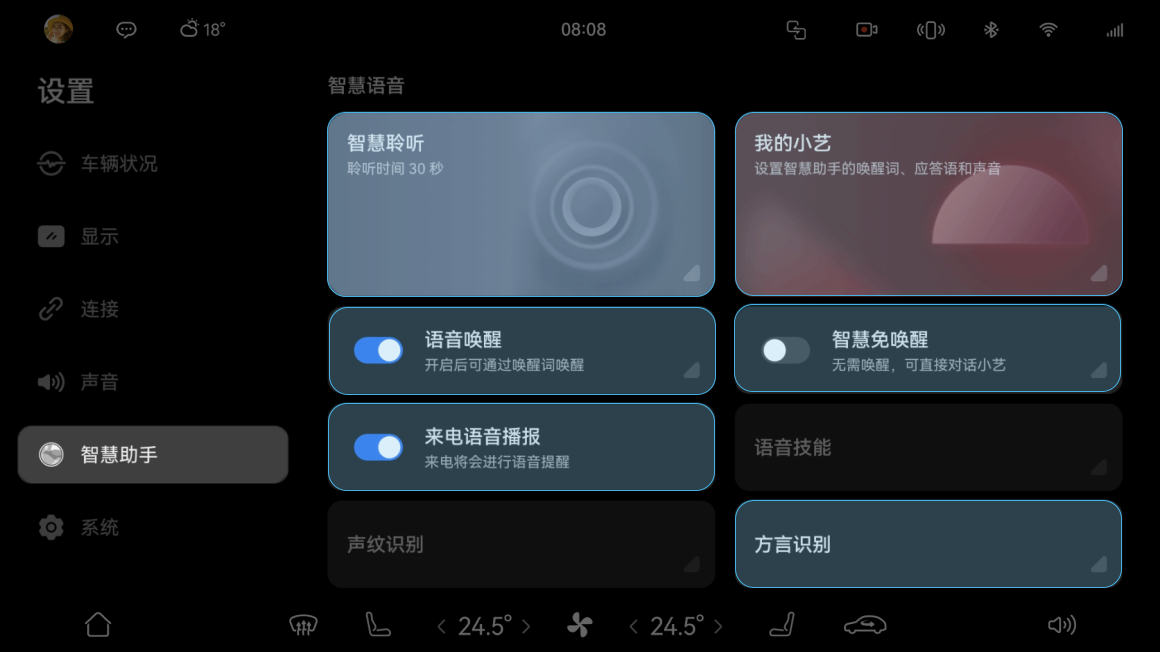 18°
08:08
设置
车辆状况
显示
连接
声音
智慧助手
系统
智慧语音
智慧聆听
聆听时间 30 秒
我的小艺
设置智慧助手的唤醒词、应答语和声音
语音唤醒
开启后可通过唤醒词唤醒
智慧免唤醒
无需唤醒，可直接对话小艺
来电语音播报
来电将会进行语音提醒
语音技能
声纹识别
方言识别
24.5°
24.5°